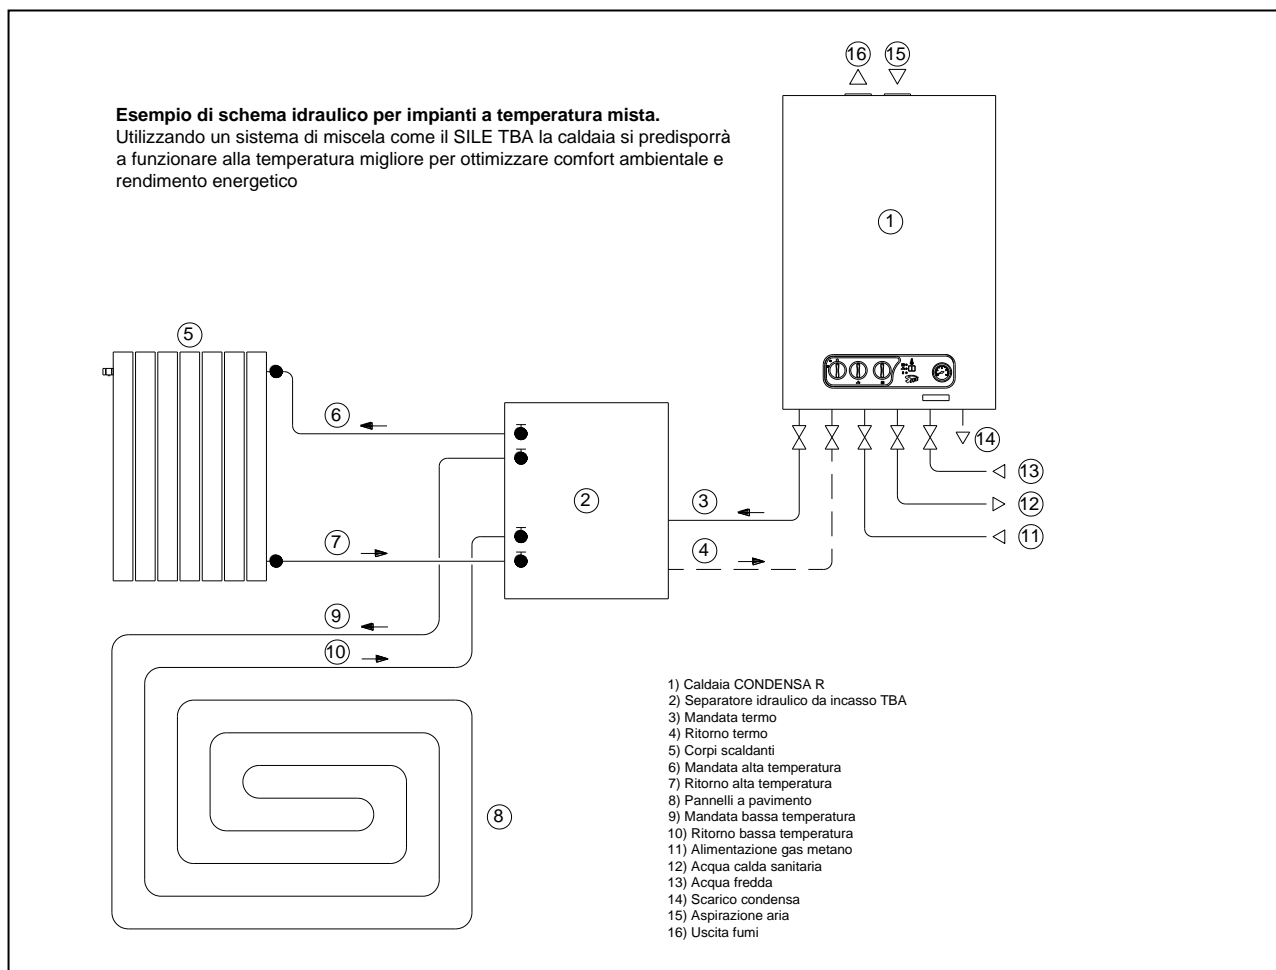 16
15
Esempio di schema idraulico per impianti a temperatura mista.
Utilizzando un sistema di miscela come il SILE TBA la caldaia si predisporrà
a funzionare alla temperatura migliore per ottimizzare comfort ambientale e
rendimento energetico
1
5
6
14
13
2
3
12
7
11
4
9
10
8
1) Caldaia CONDENSA R
2) Separatore idraulico da incasso TBA
3) Mandata termo
4) Ritorno termo
5) Corpi scaldanti
6) Mandata alta temperatura
7) Ritorno alta temperatura
8) Pannelli a pavimento
9) Mandata bassa temperatura
10) Ritorno bassa temperatura
11) Alimentazione gas metano
12) Acqua calda sanitaria
13) Acqua fredda
14) Scarico condensa
15) Aspirazione aria
16) Uscita fumi